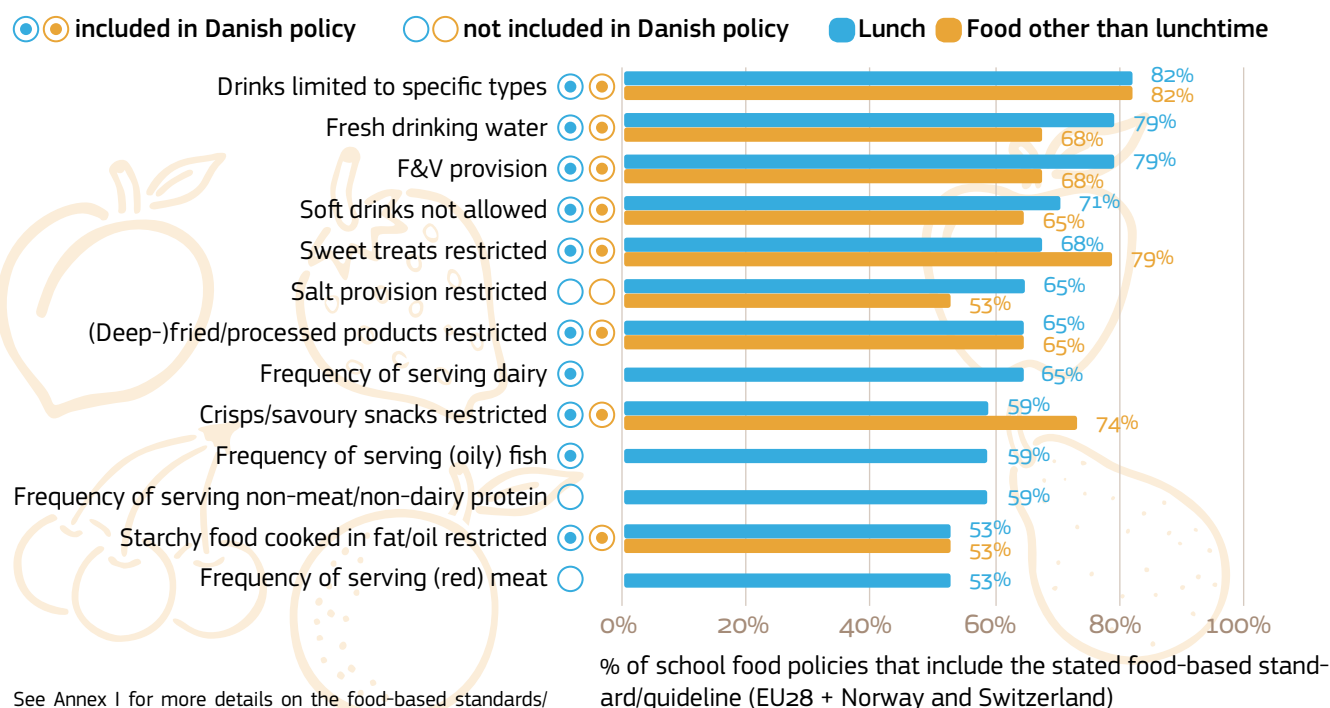 included in Danish policy not included in Danish policy Lunch Food other than lunchtime
Drinks limited to specific types 82% 82%
Fresh drinking water 79% 68%
F&V provision 79% 68%
Soft drinks not allowed 71% 65%
Sweet treats restricted 68% 79%
Salt provision restricted 65% 53%
(Deep-)fried/processed products restricted 65% 65%
Frequency of serving dairy 65%
Crisps/savoury snacks restricted 59% 74%
Frequency of serving (oily) fish 59%
Frequency of serving non-meat/non-dairy protein 59%
Starchy food cooked in fat/oil restricted 53% 53%
Frequency of serving (red) meat 53%
0% 20% 40% 60% 80% 100%
% of school food policies that include the stated food-based stand-
ard/guideline (EU28 + Norway and Switzerland)
See Annex I for more details on the food-based standards/